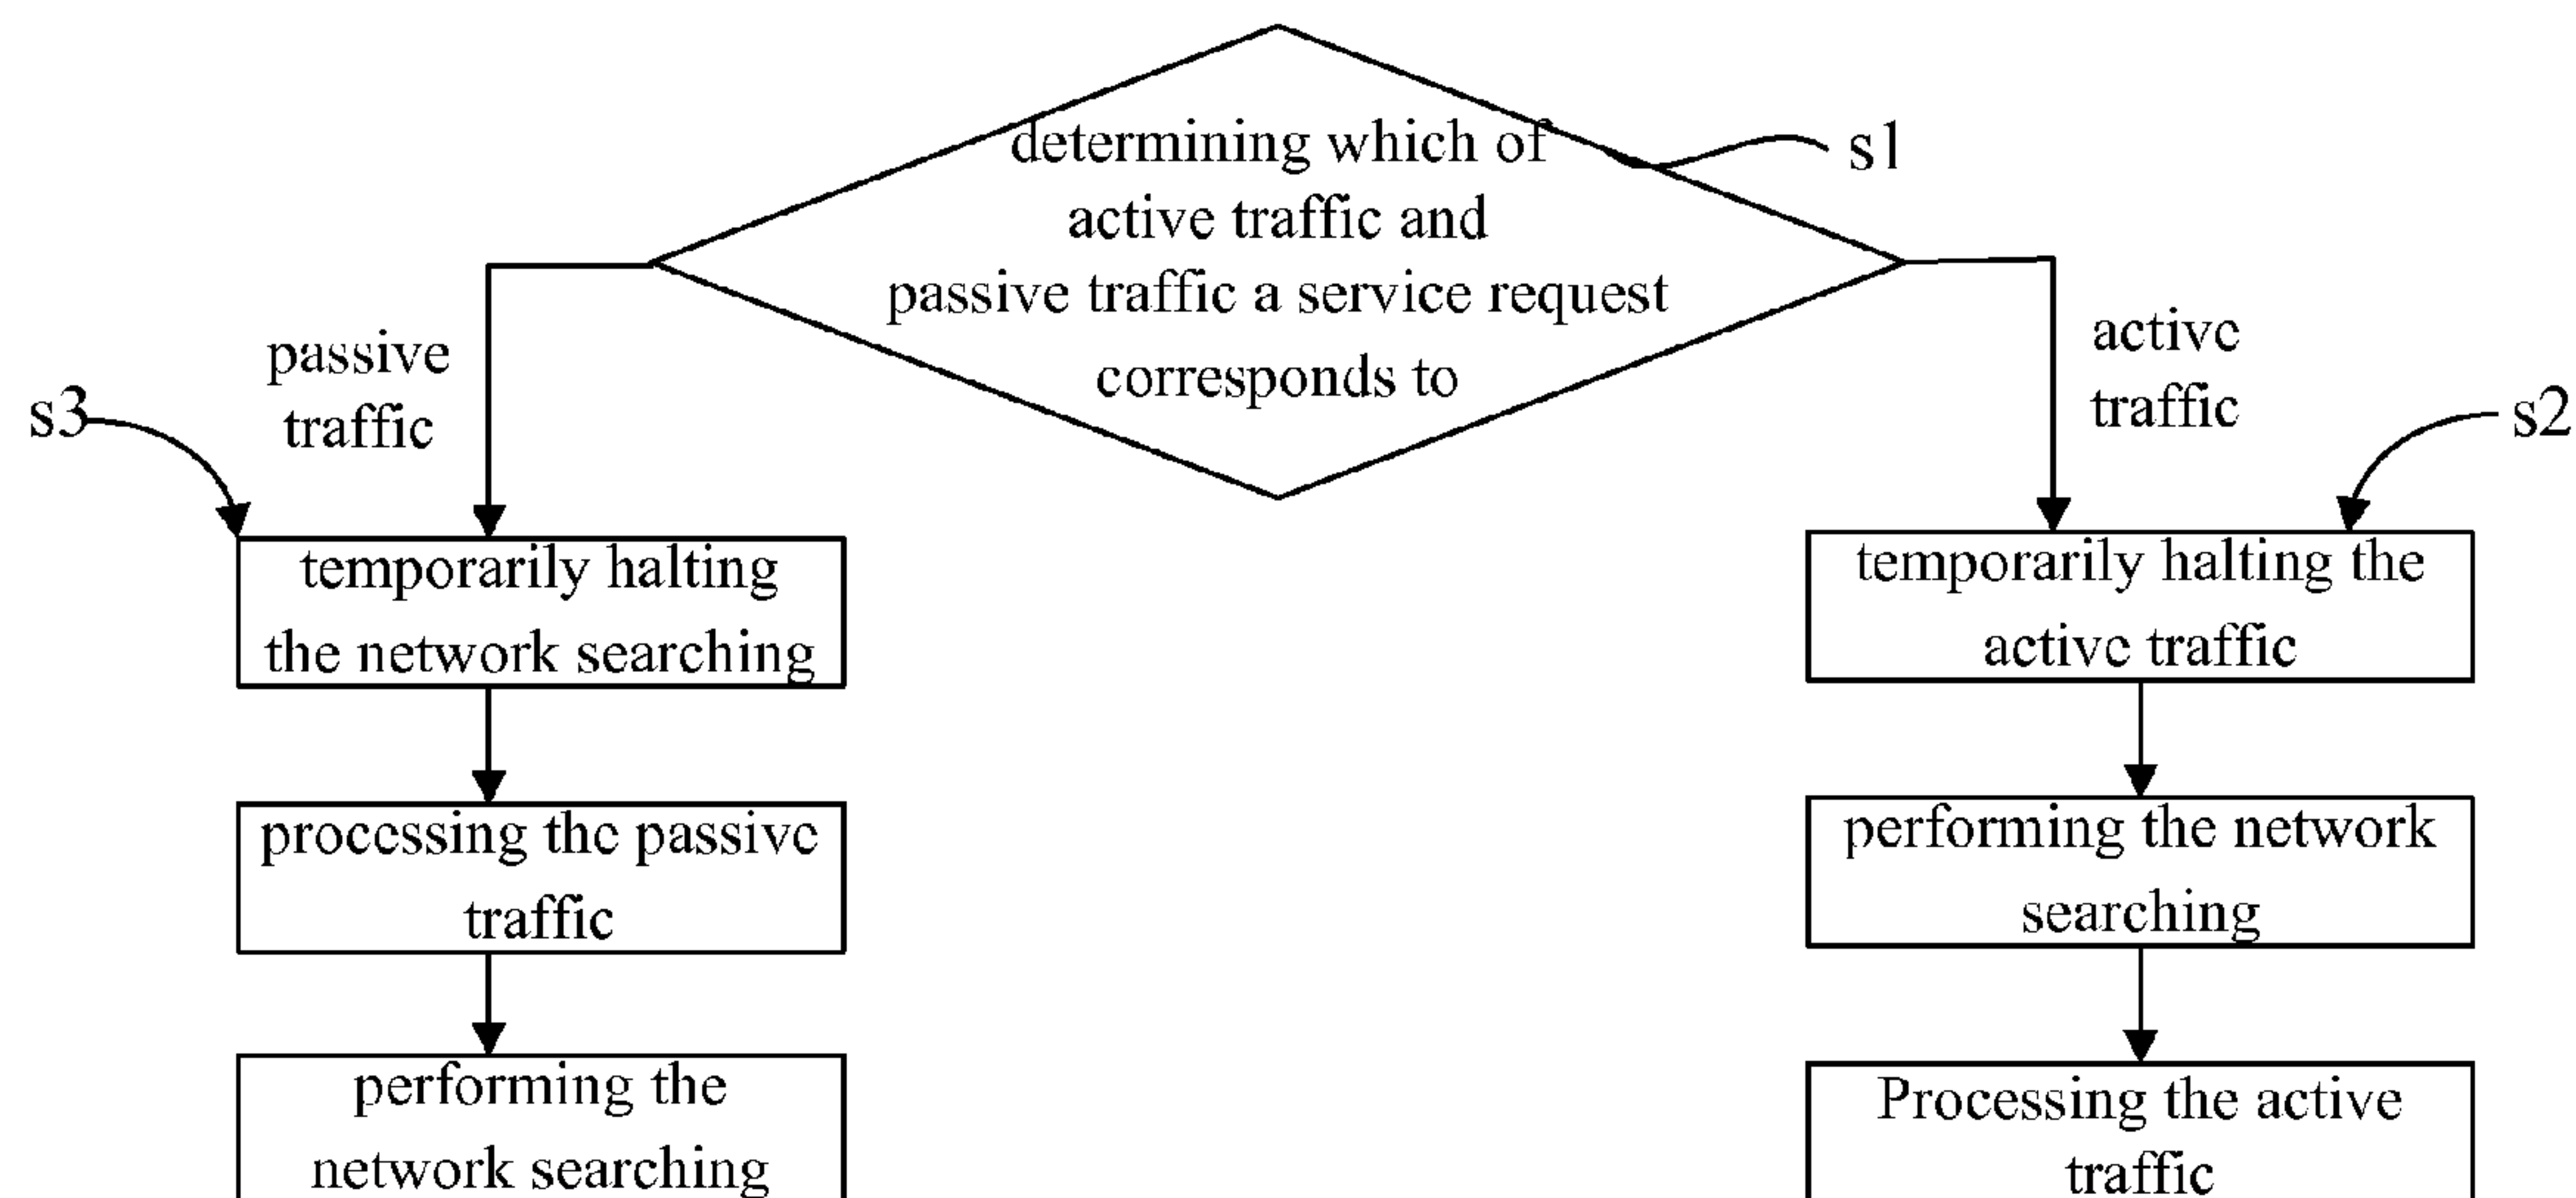 determining which of
active traffic and
passive traffic a service request
corresponds to
s1
passive
traffic
active
traffic
s3
s2
temporarily halting
the network searching
temporarily halting the
active traffic
processing the passive
traffic
performing the network
searching
performing the
network searching
Processing the active
traffic